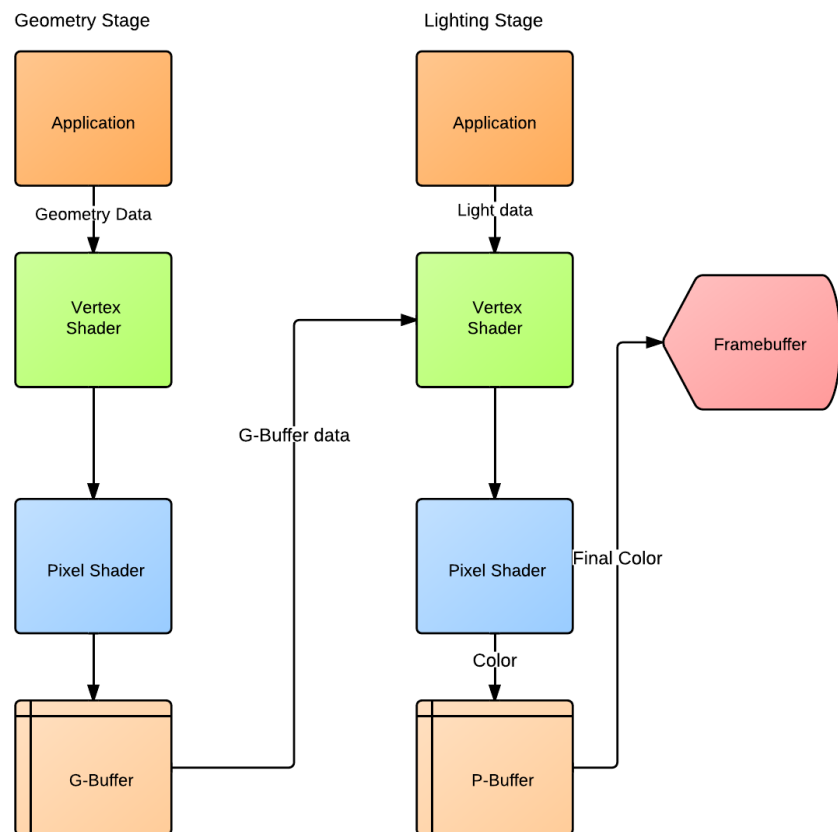 Geometry Stage
Lighting Stage
Application
Application
Geometry Data
Light data
Vertex
Shader
Vertex
Shader
Framebuffer
G-Buffer data
Pixel Shader
Pixel Shader
Final Color
Color
G-Buffer
P-Buffer